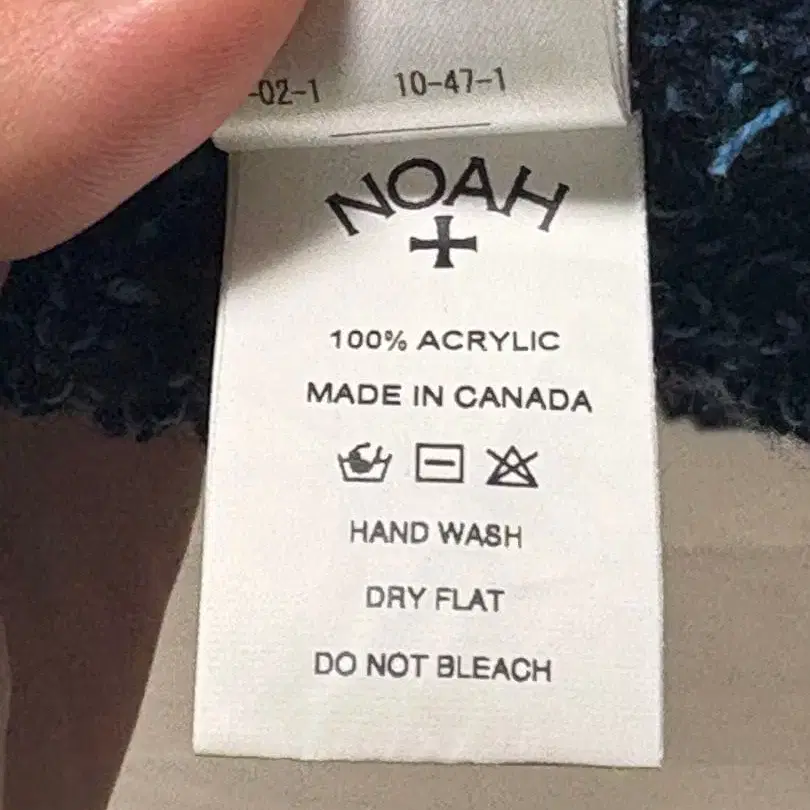 -02-1 10-47-1
NOAH
100% ACRYLIC
MADE IN CANADA
HAND WASH
DRY FLAT
DO NOT BLEACH